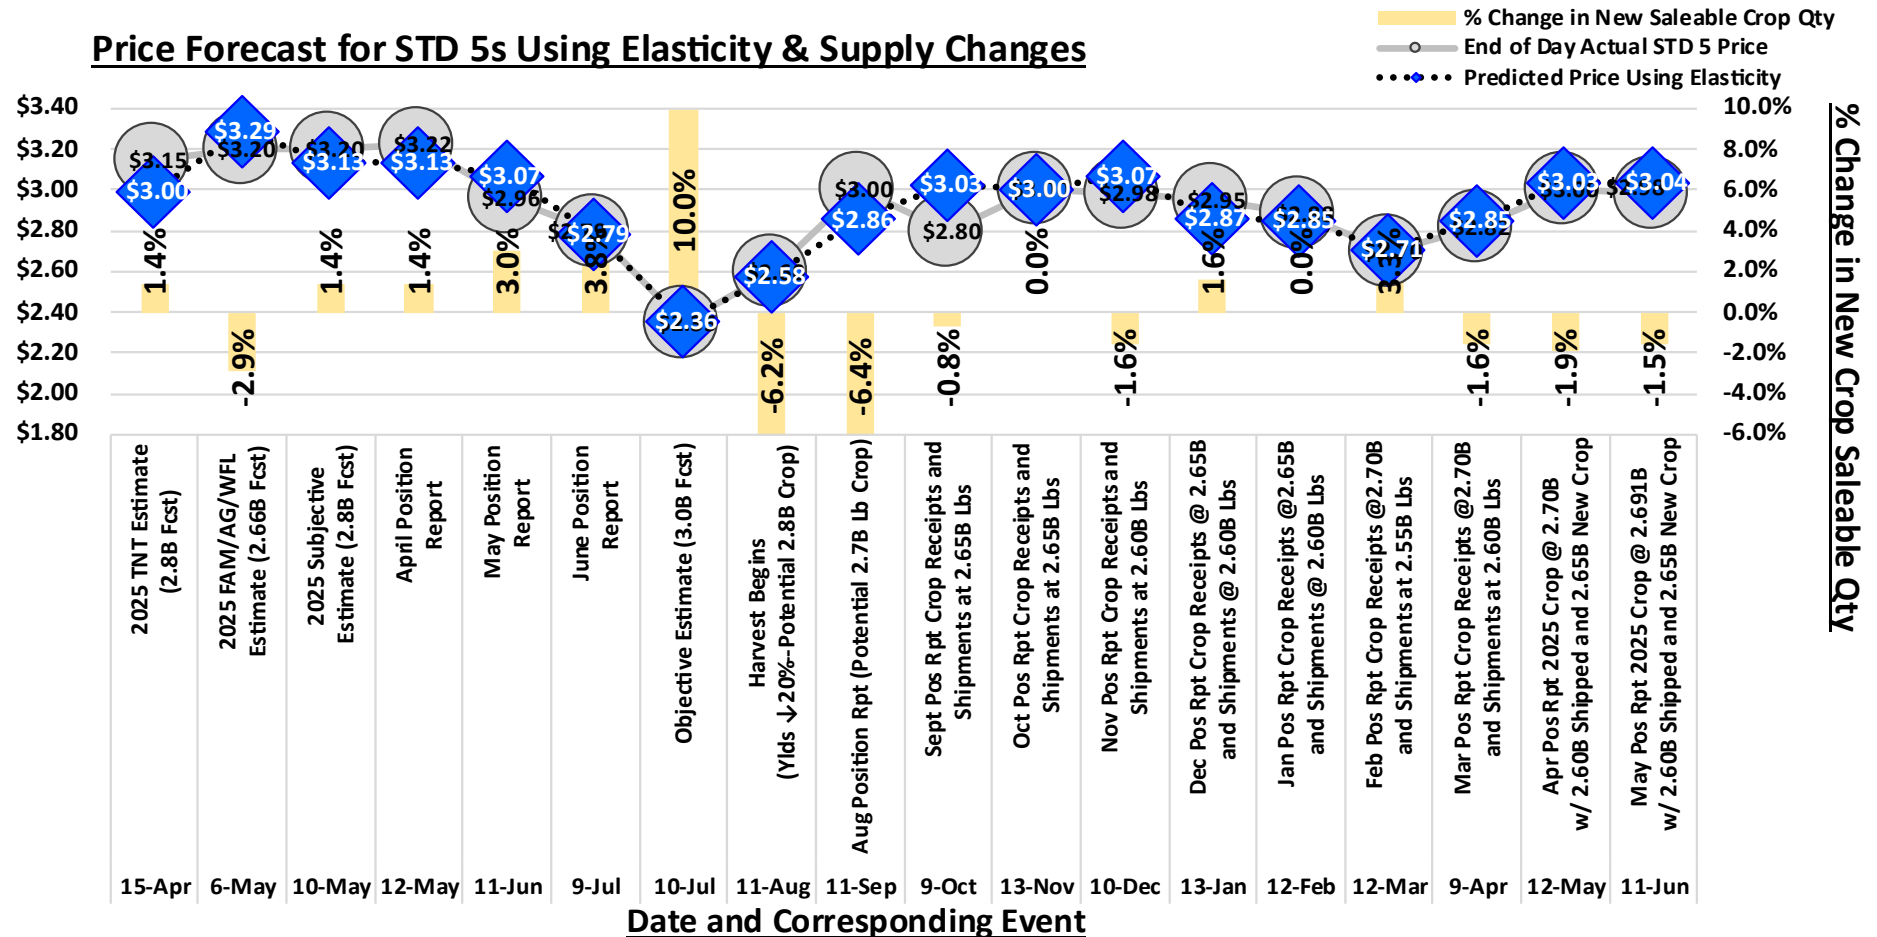 % Change in New Saleable Crop Qty
Price Forecast for STD 5s Using Elasticity & Supply Changes
End of Day Actual STD 5 Price
Predicted Price Using Elasticity
$3.40
$3.20
$3.00
$2.80
$2.60
$2.40
$2.20
$2.00
$1.80
10.0%
8.0%
6.0%
4.0%
2.0%
0.0%
-2.0%
-4.0%
-6.0%
% Change in New Crop Saleable Qty
$3.15
$3.20
$3.20
$3.22
$2.96
$3.00
$2.80
$2.98
$2.95
$3.00
$3.29
$3.13
$3.13
$3.07
$2.79
$2.36
$2.58
$2.86
$3.03
$3.00
$3.07
$2.87
$2.85
$2.71
$2.85
$3.03
$3.04
1.4%
-2.9%
1.4%
1.4%
3.0%
3.8%
10.0%
-6.2%
-6.4%
-0.8%
0.0%
-1.6%
1.6%
0.0%
3.3%
-1.6%
-1.9%
-1.5%
2025 TNT Estimate
(2.8B Fcst)
2025 FAM/AG/WFL
Estimate (2.66B Fcst)
2025 Subjective
Estimate (2.8B Fcst)
April Position
Report
May Position
Report
June Position
Report
Objective Estimate (3.0B Fcst)
Harvest Begins
(Ylds ↓20%-Potential 2.8B Crop)
Aug Position Rpt (Potential 2.7B Lb Crop)
Sept Pos Rpt Crop Receipts and
Shipments at 2.65B Lbs
Oct Pos Rpt Crop Receipts and
Shipments at 2.65B Lbs
Nov Pos Rpt Crop Receipts and
Shipments at 2.60B Lbs
Dec Pos Rpt Crop Receipts @ 2.65B
and Shipments @ 2.60B Lbs
Jan Pos Rpt Crop Receipts @2.65B
and Shipments @ 2.60B Lbs
Feb Pos Rpt Crop Receipts @2.70B
and Shipments at 2.55B Lbs
Mar Pos Rpt Crop Receipts @2.70B
and Shipments at 2.60B Lbs
Apr Pos Rpt 2025 Crop @ 2.70B
w/ 2.60B Shipped and 2.65B New Crop
May Pos Rpt 2025 Crop @ 2.691B
w/ 2.60B Shipped and 2.65B New Crop
15-Apr
6-May
10-May
12-May
11-Jun
9-Jul
10-Jul
11-Aug
11-Sep
9-Oct
13-Nov
10-Dec
13-Jan
12-Feb
12-Mar
9-Apr
12-May
11-Jun
Date and Corresponding Event